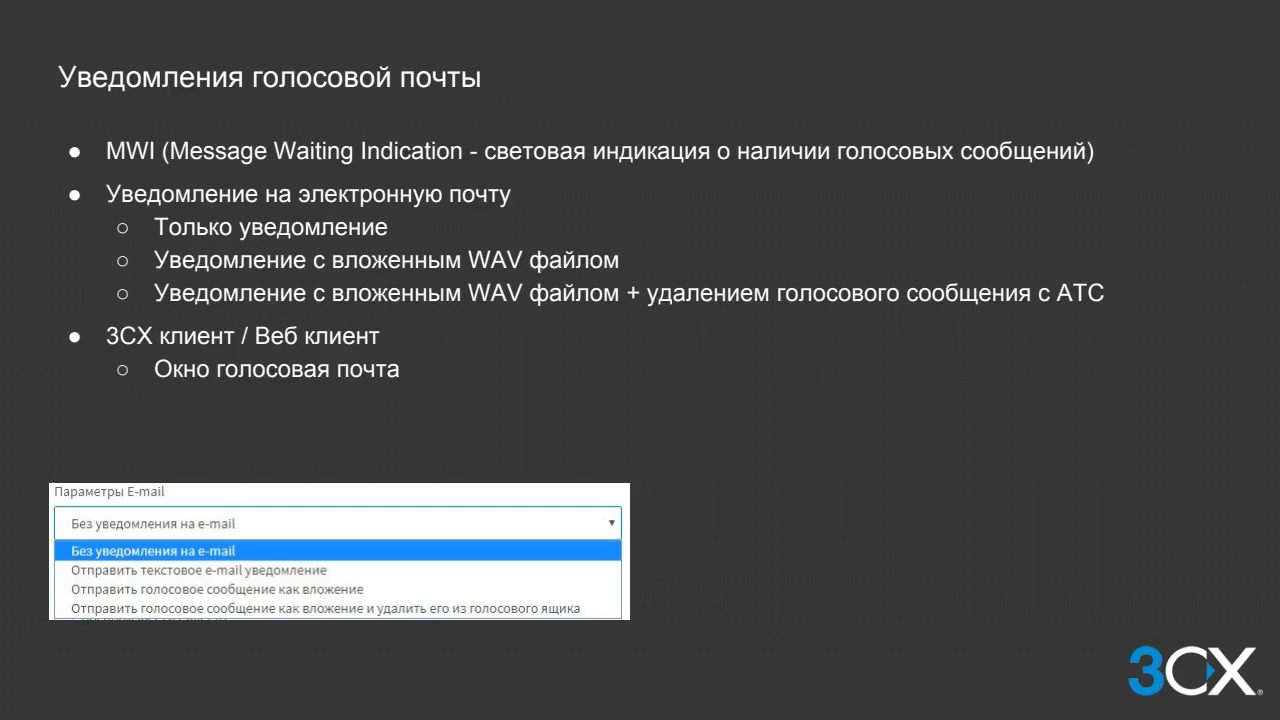 Уведомления голосовой почты
● MWI (Message Waiting Indication - световая индикация о наличии голосовых сообщений)
● Уведомление на электронную почту
○ Только уведомление
○ Уведомление с вложенным WAV файлом
○ Уведомление с вложенным WAV файлом + удалением голосового сообщения с АТС
● 3CX клиент / Веб клиент
○ Окно голосовая почта
Параметры E-mail
Без уведомления на e-mail
Без уведомления на e-mail
Отправить текстовое e-mail уведомление
Отправить голосовое сообщение как вложение
Отправить голосовое сообщение как вложение и удалить его из голосового ящика
3CX®